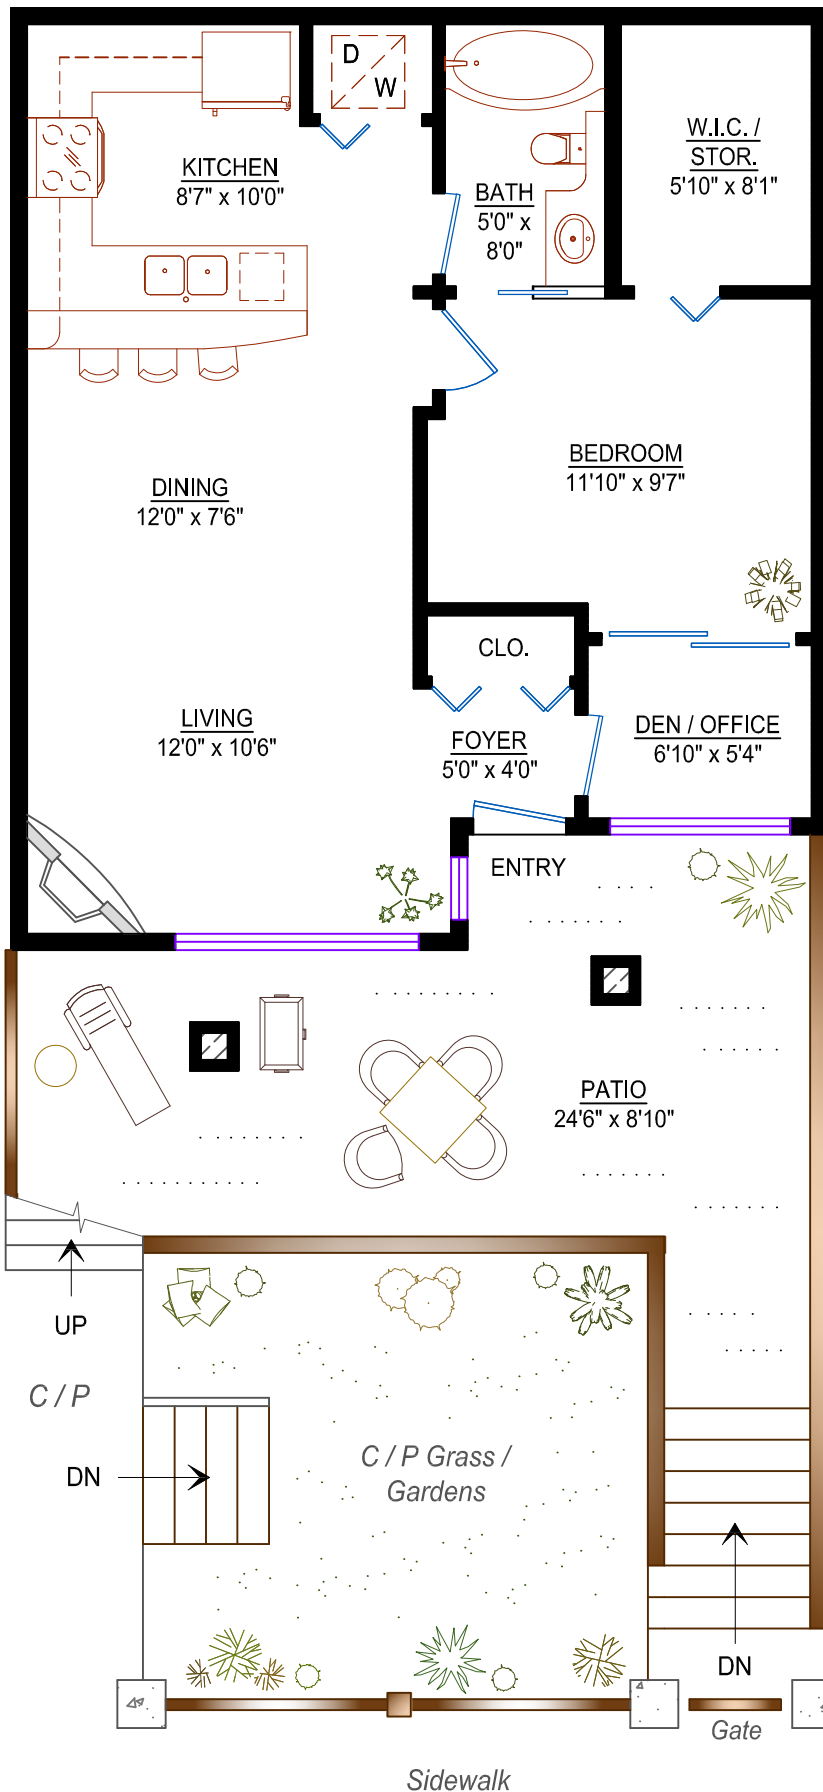 D
W
KITCHEN
8'7" x 10'0"
BATH
5'0" x
8'0"
W.I.C. /
STOR.
5'10" x 8'1"
BEDROOM
11'10" x 9'7"
DINING
12'0" x 7'6"
CLO.
LIVING
12'0" x 10'6"
FOYER
5'0" x 4'0"
DEN / OFFICE
6'10" x 5'4"
ENTRY
PATIO
24'6" x 8'10"
UP
C / P
DN
C / P Grass /
Gardens
DN
Gate
Sidewalk